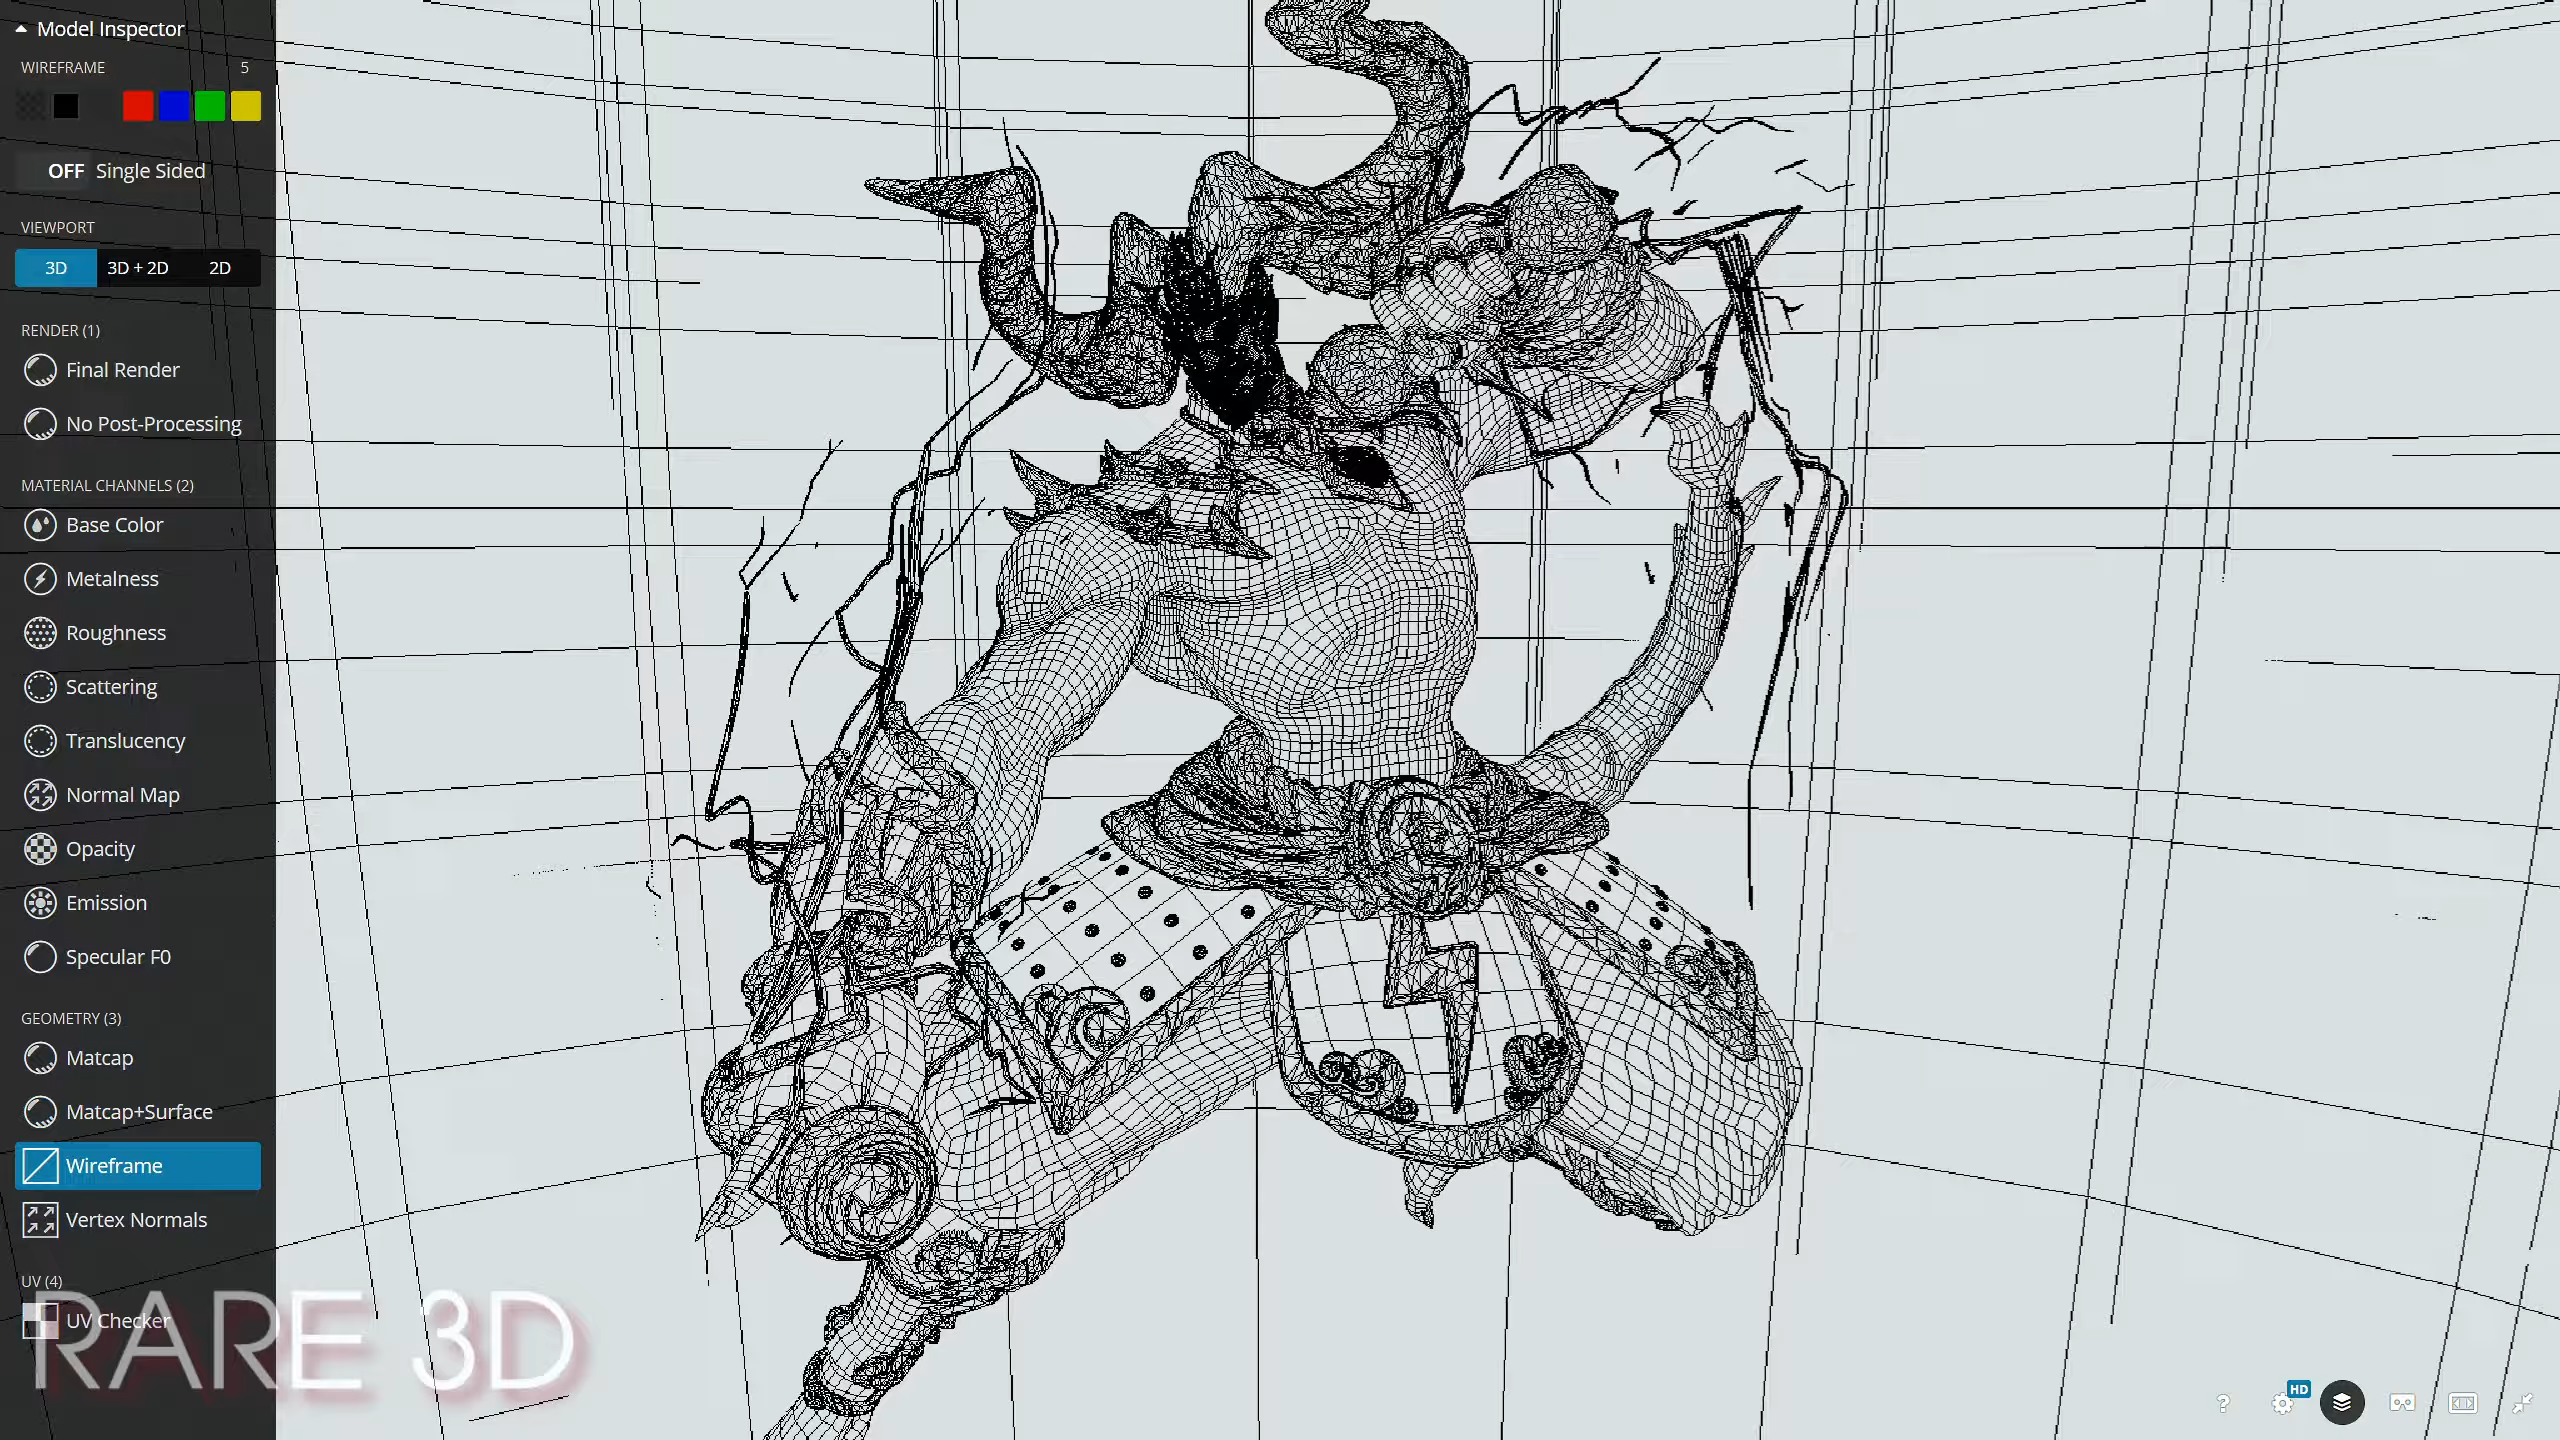 Model Inspector
WIREFRAME 5
OFF Single Sided
VIEWPORT
3D 3D + 2D 2D
RENDER (1)
Final Render
No Post-Processing
MATERIAL CHANNELS (2)
Base Color
Metalness
Roughness
Scattering
Translucency
Normal Map
Opacity
Emission
Specular F0
GEOMETRY (3)
Matcap
Matcap+Surface
Wireframe
Vertex Normals
UV (4)
UV Checker
RARE 3D
? HD